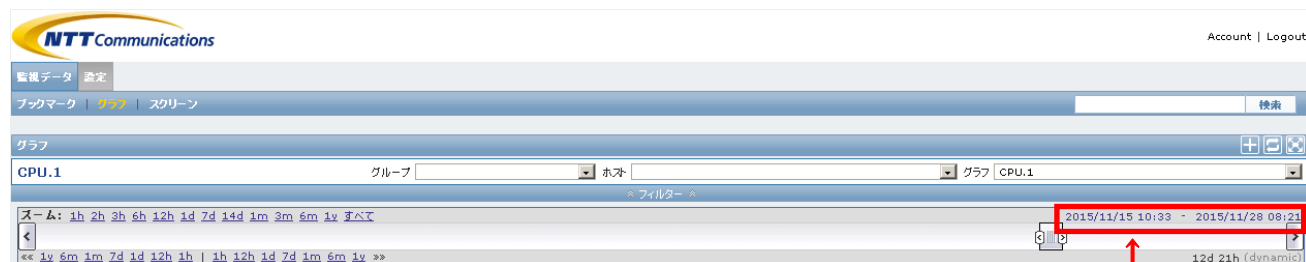 NTT Communications
Account | Logout
監視データ 設定
ブックマーク | グラフ | スクリーン 検索
グラフ
CPU.1 グループ ホスト グラフ CPU.1
フィルター
ズーム: 1h 2h 3h 6h 12h 1d 7d 14d 1m 3m 6m 1y すべて 2015/11/15 10:33 - 2015/11/28 08:21
«« 1y 6m 1m 7d 1d 12h 1h | 1h 12h 1d 7d 1m 6m 1y »» 12d 21h (dynamic)